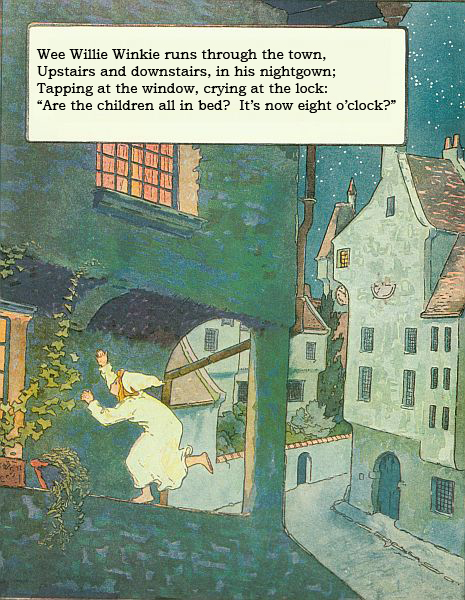 Wee Willie Winkie runs through the town,
Upstairs and downstairs, in his nightgown;
Tapping at the window, crying at the lock:
“Are the children all in bed?  It’s now eight o’clock?”